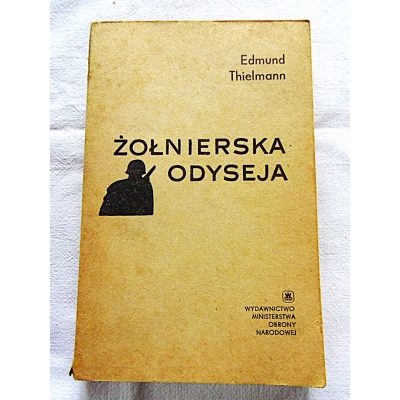 Edmund
Thielmann
ŻOŁNIERSKA
ODYSEJA
WYDAWNICTWO
MINISTERSTWA
OBRONY
NARODOWEJ